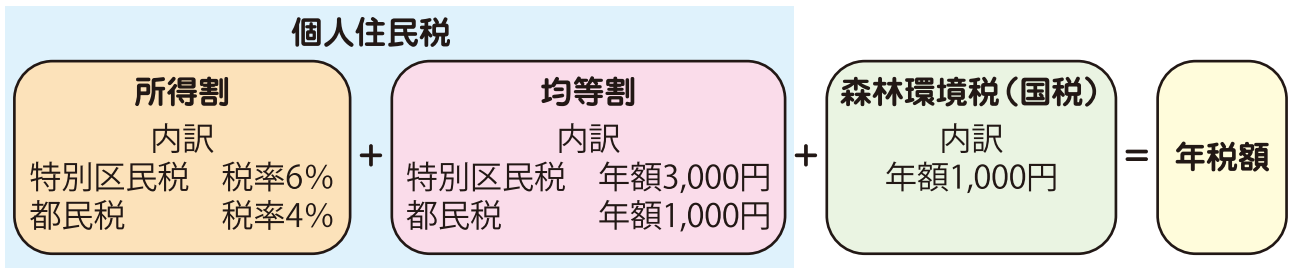 個人住民税
所得割
内訳
特別区民税 税率6%
都民税 税率4%
+
均等割
内訳
特別区民税 年額3,000円
都民税 年額1,000円
+
森林環境税(国税)
内訳
年額1,000円
=
年税額